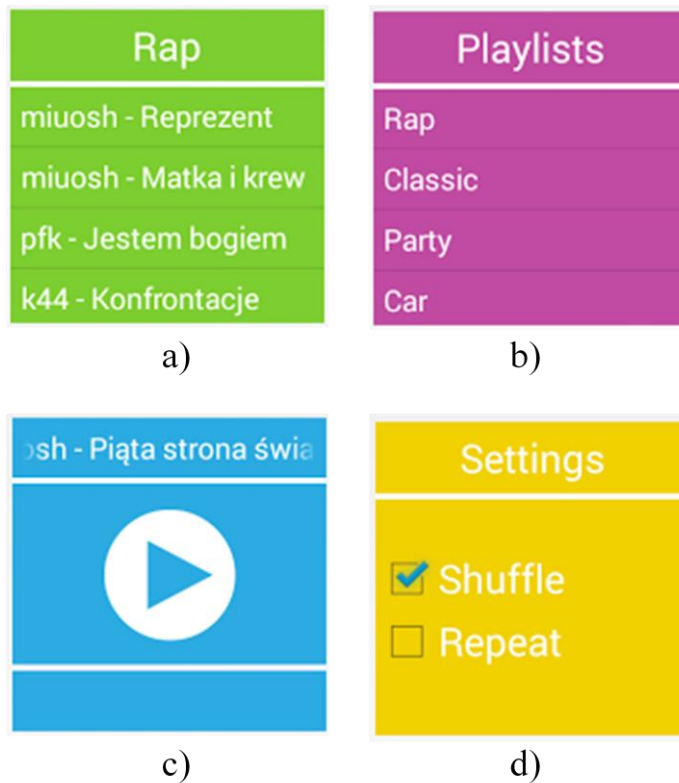 Rap
miuosh - Reprezent
miuosh - Matka i krew
pfk - Jestem bogiem
k44 - Konfrontacje
a)
Playlists
Rap
Classic
Party
Car
b)
osh - Piąta strona świa
c)
Settings
Shuffle
Repeat
d)